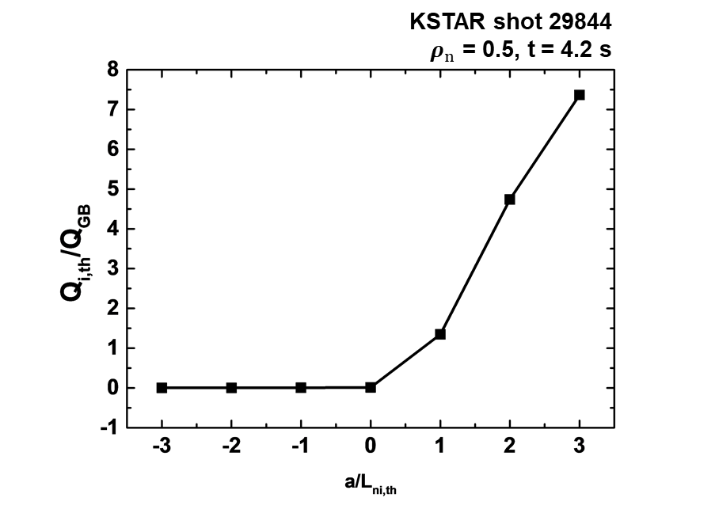 KSTAR shot 29844
ρn = 0.5, t = 4.2 s
8
7
6
5
4
3
2
1
0
-1
Qi,th/QGB
-3 -2 -1 0 1 2 3
a/Lni,th